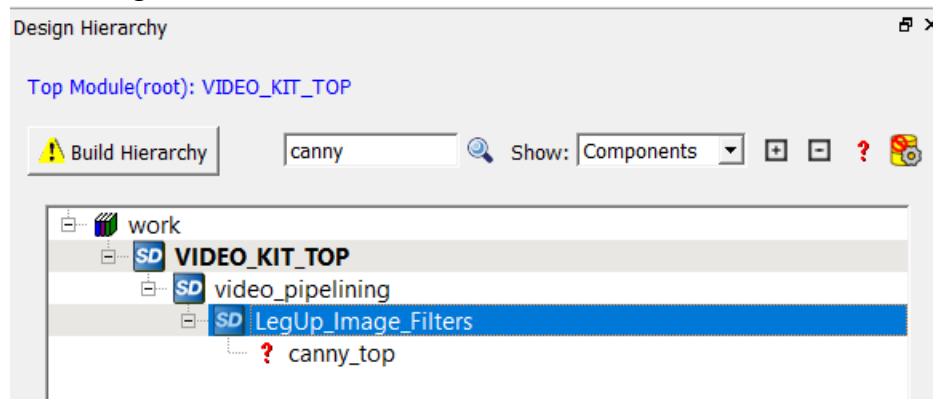 Design Hierarchy
Top Module(root): VIDEO_KIT_TOP
Build Hierarchy canny Show: Components ?
work
SD VIDEO_KIT_TOP
SD video_pipelining
SD LegUp_Image_Filters
? canny_top